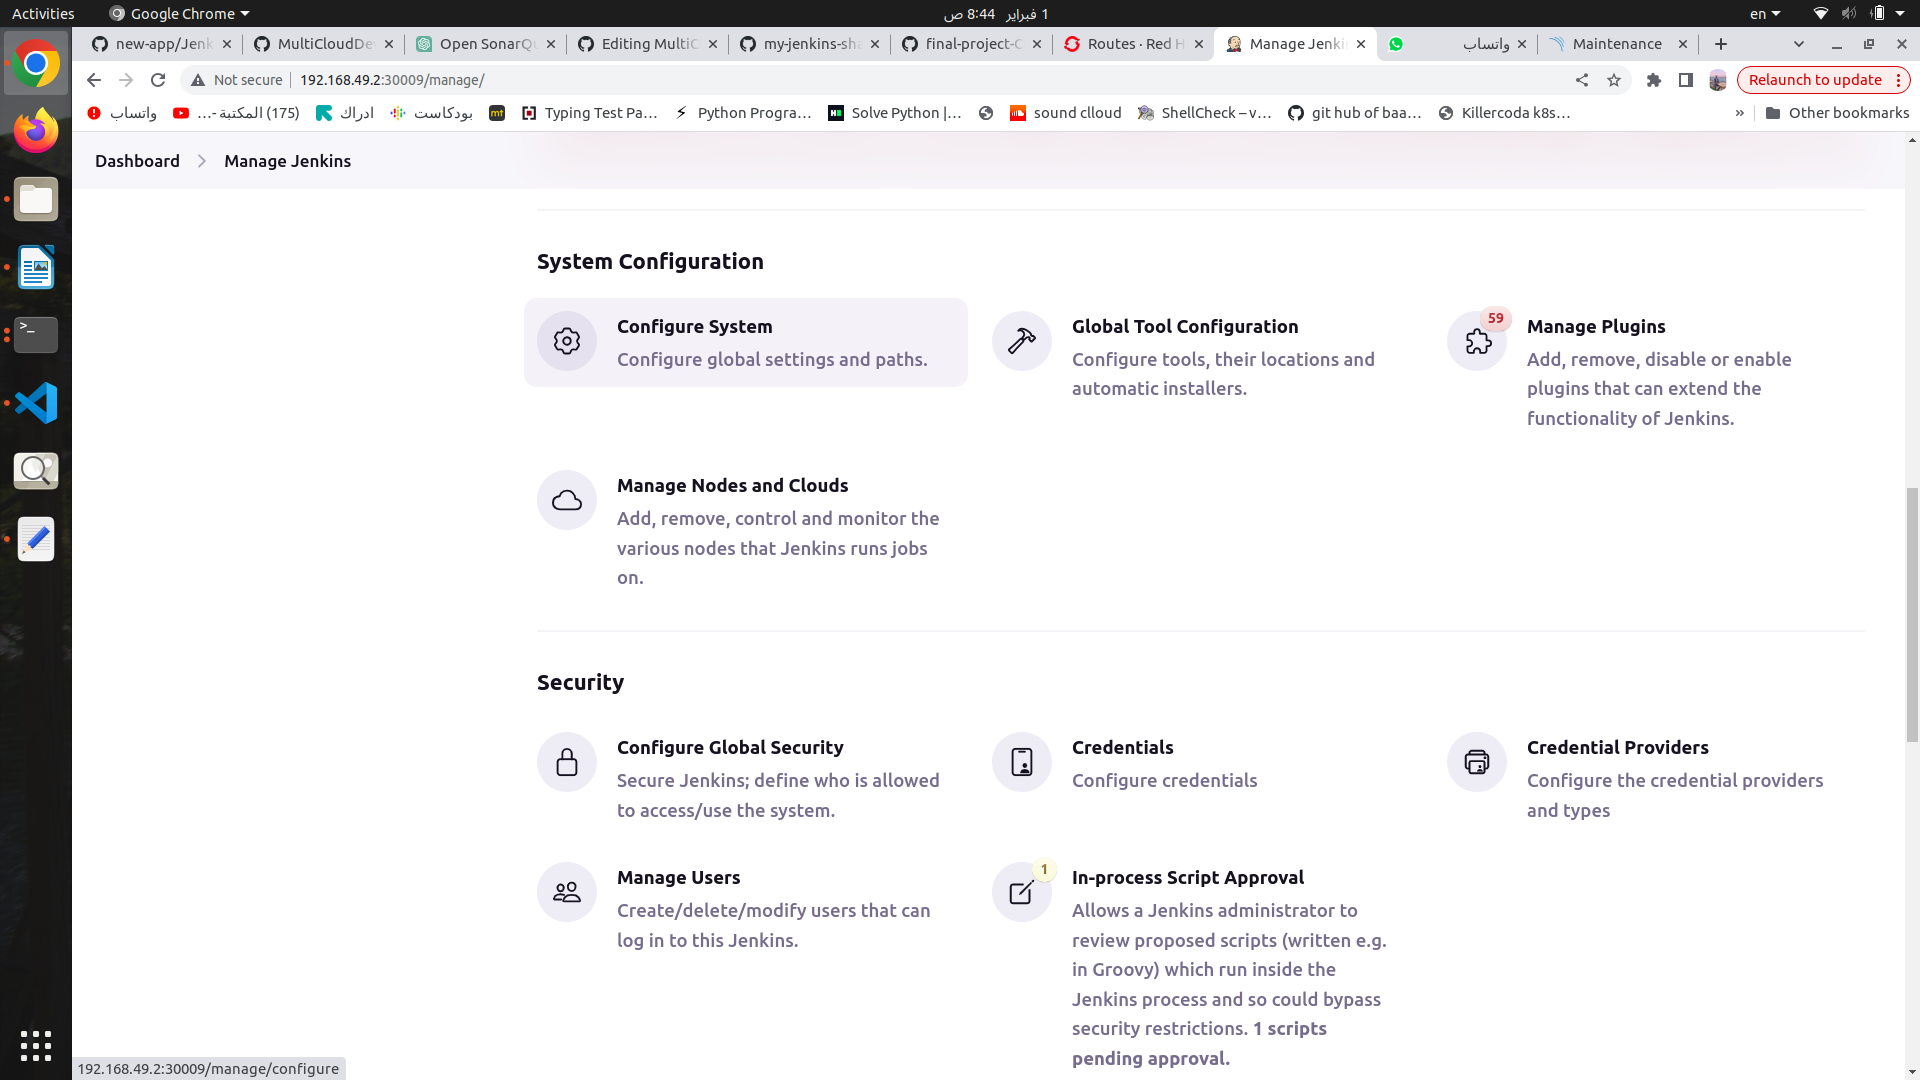 Activities
Google Chrome
1 فبراير 8:44 ص
en
new-app/Jenk
MultiCloudDe
Open SonarQu
Editing MultiC
my-jenkins-sha
final-project-C
Routes · Red H
Manage Jenki
واتساب
Maintenance
Not secure
192.168.49.2:30009/manage/
Relaunch to update
واتساب
(175) المكتبة -...
ادراك
بودكاست
mt
Typing Test Pa...
Python Progra...
Solve Python |...
sound clloud
ShellCheck – v...
git hub of baa...
Killercoda k8s...
»
Other bookmarks
Dashboard
Manage Jenkins
System Configuration
Configure System
Configure global settings and paths.
Global Tool Configuration
Configure tools, their locations and
automatic installers.
59
Manage Plugins
Add, remove, disable or enable
plugins that can extend the
functionality of Jenkins.
Manage Nodes and Clouds
Add, remove, control and monitor the
various nodes that Jenkins runs jobs
on.
Security
Configure Global Security
Secure Jenkins; define who is allowed
to access/use the system.
Credentials
Configure credentials
Credential Providers
Configure the credential providers
and types
Manage Users
Create/delete/modify users that can
log in to this Jenkins.
1
In-process Script Approval
Allows a Jenkins administrator to
review proposed scripts (written e.g.
in Groovy) which run inside the
Jenkins process and so could bypass
security restrictions. 1 scripts
pending approval.
192.168.49.2:30009/manage/configure